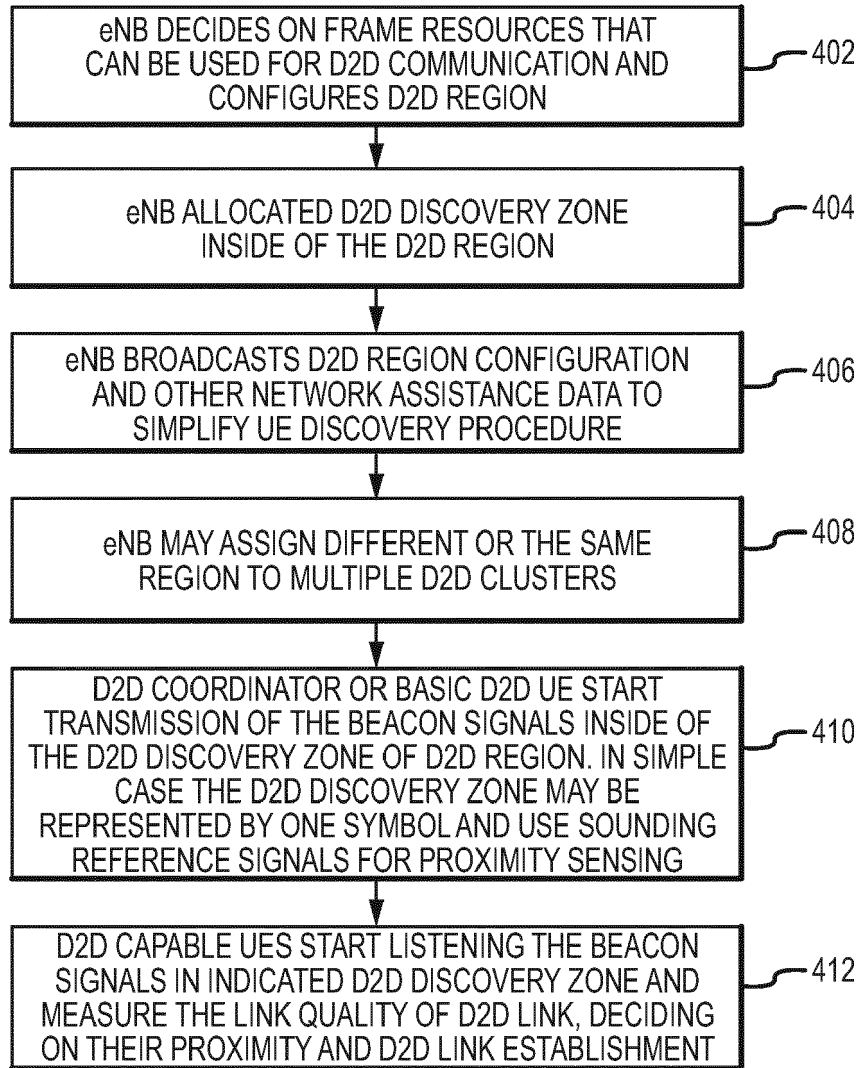 eNB DECIDES ON FRAME RESOURCES THAT
CAN BE USED FOR D2D COMMUNICATION AND
CONFIGURES D2D REGION
402
eNB ALLOCATED D2D DISCOVERY ZONE
INSIDE OF THE D2D REGION
404
eNB BROADCASTS D2D REGION CONFIGURATION
AND OTHER NETWORK ASSISTANCE DATA TO
SIMPLIFY UE DISCOVERY PROCEDURE
406
eNB MAY ASSIGN DIFFERENT OR THE SAME
REGION TO MULTIPLE D2D CLUSTERS
408
D2D COORDINATOR OR BASIC D2D UE START
TRANSMISSION OF THE BEACON SIGNALS INSIDE OF
THE D2D DISCOVERY ZONE OF D2D REGION. IN SIMPLE
CASE THE D2D DISCOVERY ZONE MAY BE
REPRESENTED BY ONE SYMBOL AND USE SOUNDING
REFERENCE SIGNALS FOR PROXIMITY SENSING
410
D2D CAPABLE UES START LISTENING THE BEACON
SIGNALS IN INDICATED D2D DISCOVERY ZONE AND
MEASURE THE LINK QUALITY OF D2D LINK, DECIDING
ON THEIR PROXIMITY AND D2D LINK ESTABLISHMENT
412